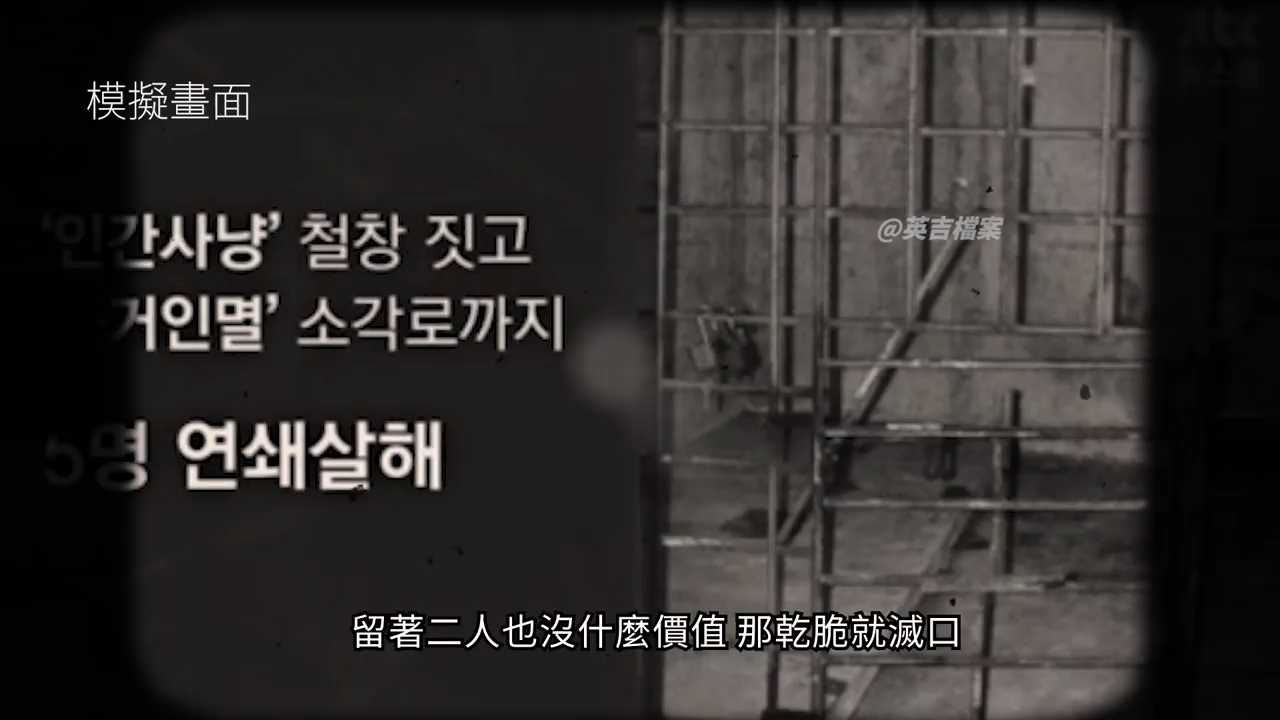 模擬畫面
‘인간사냥’ 철창 짓고
거인멸’ 소각로까지
5명 연쇄살해
@英吉檔案
留著二人也沒什麼價值 那乾脆就滅口